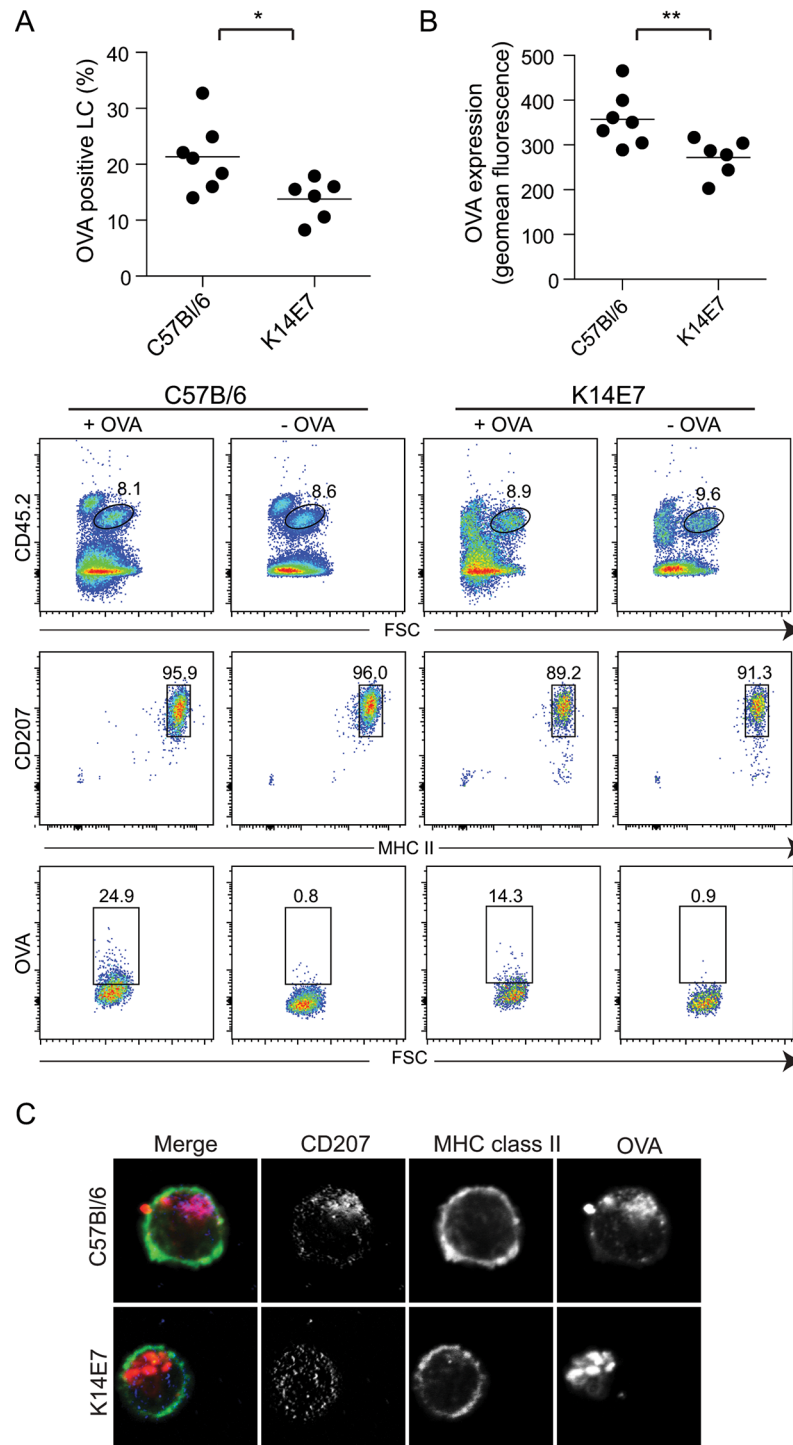 A
B
*
**
OVA positive LC (%)
40
30
20
10
0
C57Bl/6
K14E7
OVA expression
(geomean fluorescence)
500
400
300
200
100
0
C57Bl/6
K14E7
C57B/6
K14E7
+ OVA
- OVA
+ OVA
- OVA
CD45.2
8.1
8.6
8.9
9.6
FSC
CD207
95.9
96.0
89.2
91.3
MHC II
OVA
24.9
0.8
14.3
0.9
FSC
C
Merge
CD207
MHC class II
OVA
C57Bl/6
K14E7